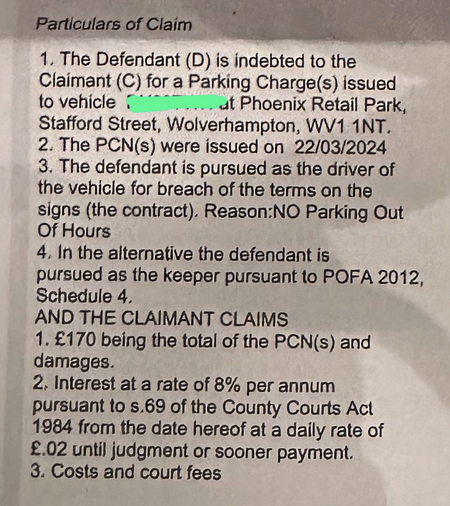 Particulars of Claim
1. The Defendant (D) is indebted to the
Claimant (C) for a Parking Charge(s) issued
to vehicle at Phoenix Retail Park,
Stafford Street, Wolverhampton, WV1 1NT.
2. The PCN(s) were issued on 22/03/2024
3. The defendant is pursued as the driver of
the vehicle for breach of the terms on the
signs (the contract). Reason:NO Parking Out
Of Hours
4. In the alternative the defendant is
pursued as the keeper pursuant to POFA 2012,
Schedule 4.
AND THE CLAIMANT CLAIMS
1. £170 being the total of the PCN(s) and
damages.
2. Interest at a rate of 8% per annum
pursuant to s.69 of the County Courts Act
1984 from the date hereof at a daily rate of
£.02 until judgment or sooner payment.
3. Costs and court fees